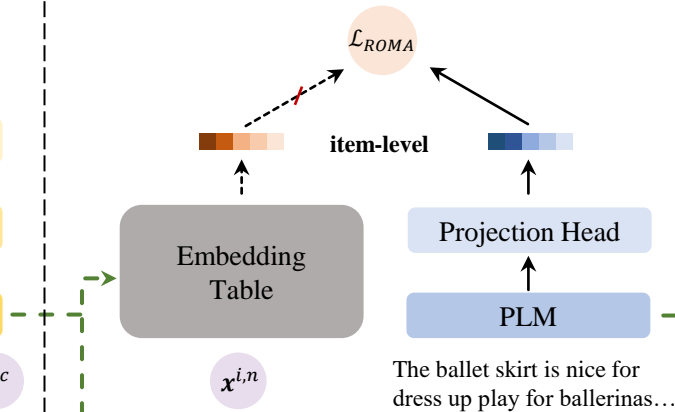 ℒ_ROMA
item-level
Embedding
Table
Projection Head
PLM
c
x^{i,n}
The ballet skirt is nice for
dress up play for ballerinas…